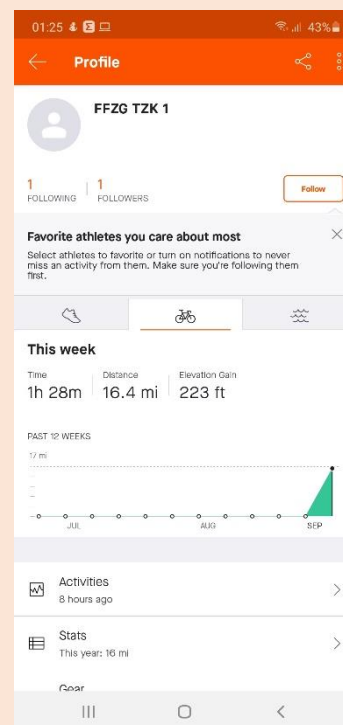 01:25
43%
Profile
FFZG TZK 1
1 1
FOLLOWING FOLLOWERS
Follow
Favorite athletes you care about most
Select athletes to favorite or turn on notifications to never
miss an activity from them. Make sure you're following them
first.
This week
Time Distance Elevation Gain
1h 28m 16.4 mi 223 ft
PAST 12 WEEKS
17 mi
JUL AUG SEP
Activities
8 hours ago
Stats
This year: 16 mi
Gear